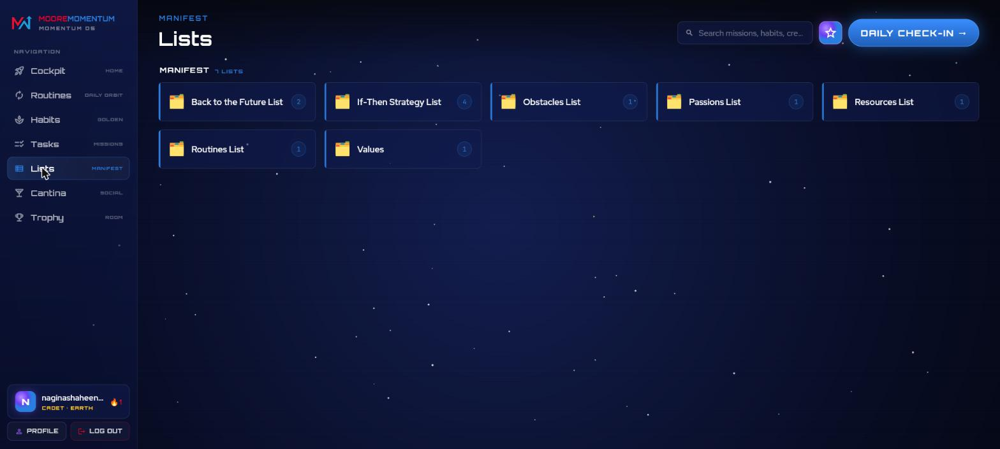 MOOREMOMENTUM
MOMENTUM OS
NAVIGATION
Cockpit HOME
Routines DAILY ORBIT
Habits GOLDEN
Tasks MISSIONS
Lists MANIFEST
Cantina SOCIAL
Trophy ROOM
N naginashaheen... 🔥1
CADET · EARTH
PROFILE LOG OUT
MANIFEST
Lists
Search missions, habits, cre...
DAILY CHECK-IN →
MANIFEST 7 LISTS
Back to the Future List 2
If-Then Strategy List 4
Obstacles List 1
Passions List 1
Resources List 1
Routines List 1
Values 1